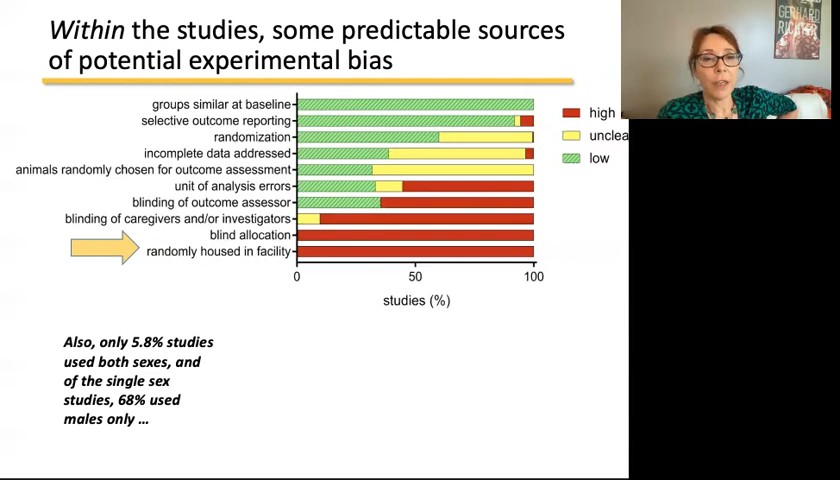 Within the studies, some predictable sources
of potential experimental bias
groups similar at baseline
selective outcome reporting
randomization
incomplete data addressed
animals randomly chosen for outcome assessment
unit of analysis errors
blinding of outcome assessor
blinding of caregivers and/or investigators
blind allocation
randomly housed in facility
0 50 100
studies (%)
high
unclea
low
Also, only 5.8% studies
used both sexes, and
of the single sex
studies, 68% used
males only ...
GERHARD
RICHTER